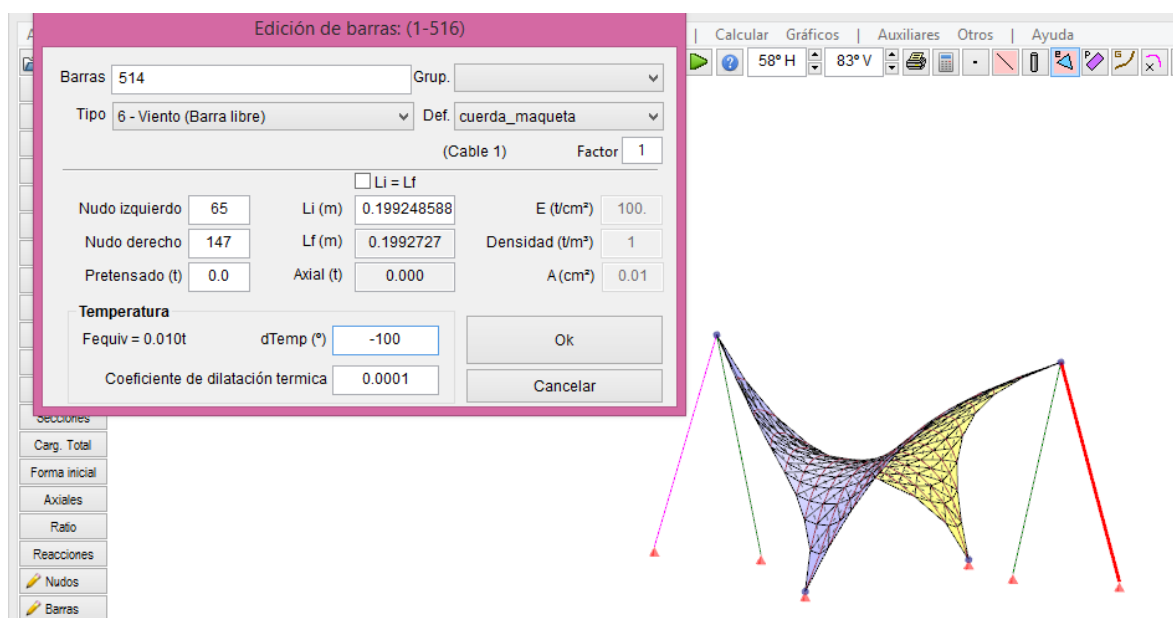 Edición de barras: (1-516)
| Calcular Gráficos | Auxiliares Otros | Ayuda
58º H 83º V
Barras 514 Grup.
Tipo 6 - Viento (Barra libre) Def. cuerda_maqueta
(Cable 1) Factor 1
Li = Lf
Nudo izquierdo 65 Li (m) 0.199248588 E (t/cm²) 100.
Nudo derecho 147 Lf (m) 0.1992727 Densidad (t/m³) 1
Pretensado (t) 0.0 Axial (t) 0.000 A (cm²) 0.01
Temperatura
Fequiv = 0.010t dTemp (º) -100 Ok
Coeficiente de dilatación termica 0.0001 Cancelar
Secciones
Carg. Total
Forma inicial
Axiales
Ratio
Reacciones
Nudos
Barras